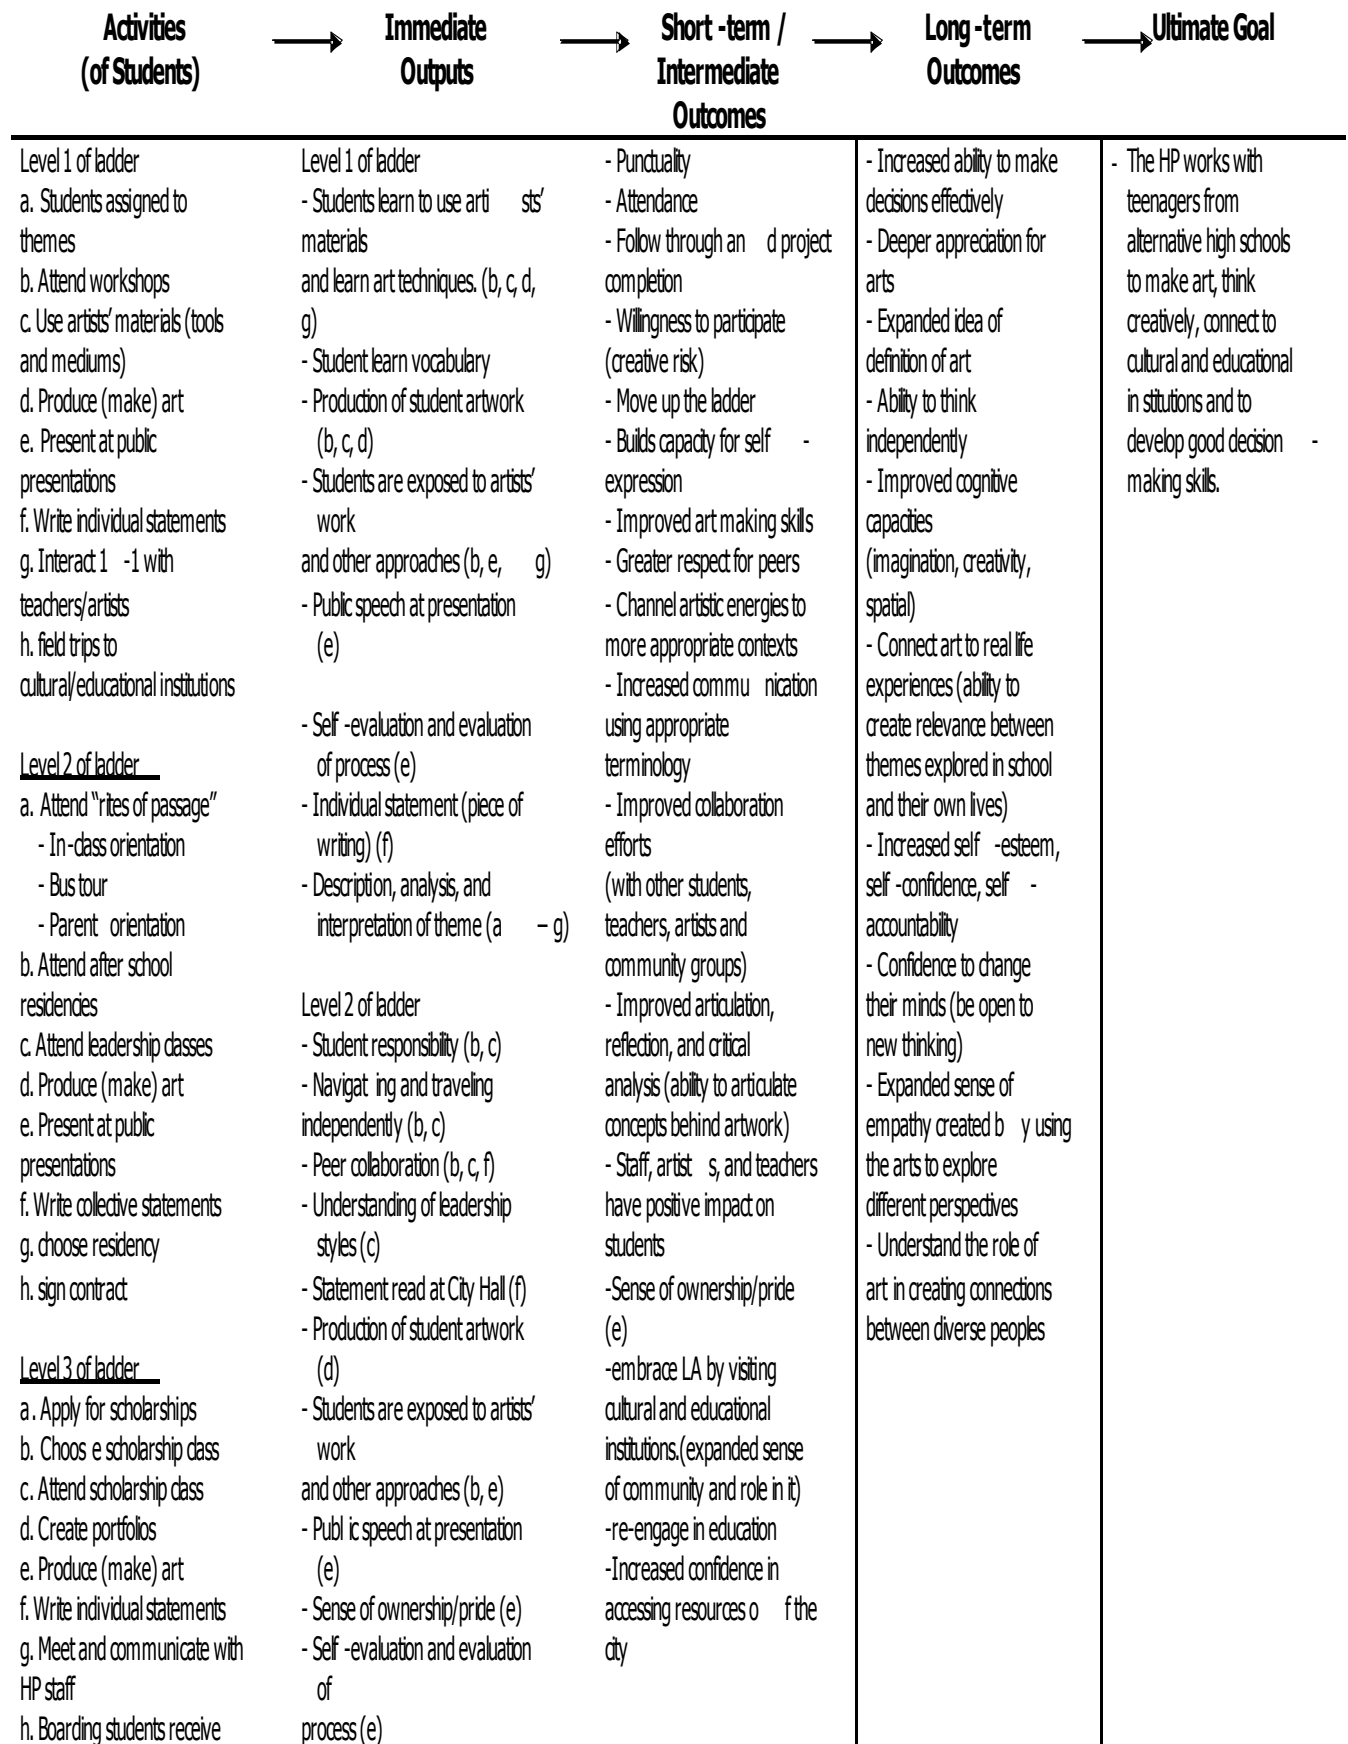 Activities
(of Students)
Immediate
Outputs
Short -term /
Intermediate
Outcomes
Long -term
Outcomes
Ultimate Goal
Level 1 of ladder
a. Students assigned to
themes
b. Attend workshops
c. Use artists' materials (tools
and mediums)
d. Produce (make) art
e. Present at public
presentations
f. Write individual statements
g. Interact 1 -1 with
teachers/artists
h. field trips to
cultural/educational institutions
Level 2 of ladder
a. Attend "rites of passage"
- In-class orientation
- Bus tour
- Parent orientation
b. Attend after school
residencies
c. Attend leadership classes
d. Produce (make) art
e. Present at public
presentations
f. Write collective statements
g. choose residency
h. sign contract
Level 3 of ladder
a. Apply for scholarships
b. Choos e scholarship class
c. Attend scholarship class
d. Create portfolios
e. Produce (make) art
f. Write individual statements
g. Meet and communicate with
HP staff
h. Boarding students receive
Level 1 of ladder
- Students learn to use arti sts'
materials
and learn art techniques. (b, c, d,
g)
- Student learn vocabulary
- Production of student artwork
(b, c, d)
- Students are exposed to artists'
work
and other approaches (b, e, g)
- Public speech at presentation
(e)
- Self -evaluation and evaluation
of process (e)
- Individual statement (piece of
writing) (f)
- Description, analysis, and
interpretation of theme (a – g)
Level 2 of ladder
- Student responsibility (b, c)
- Navigat ing and traveling
independently (b, c)
- Peer collaboration (b, c, f)
- Understanding of leadership
styles (c)
- Statement read at City Hall (f)
- Production of student artwork
(d)
- Students are exposed to artists'
work
and other approaches (b, e)
- Publ ic speech at presentation
(e)
- Sense of ownership/pride (e)
- Self -evaluation and evaluation
of
process (e)
- Punctuality
- Attendance
- Follow through an d project
completion
- Willingness to participate
(creative risk)
- Move up the ladder
- Builds capacity for self -
expression
- Improved art making skills
- Greater respect for peers
- Channel artistic energies to
more appropriate contexts
- Increased commu nication
using appropriate
terminology
- Improved collaboration
efforts
(with other students,
teachers, artists and
community groups)
- Improved articulation,
reflection, and critical
analysis (ability to articulate
concepts behind artwork)
- Staff, artist s, and teachers
have positive impact on
students
-Sense of ownership/pride
(e)
-embrace LA by visiting
cultural and educational
institutions.(expanded sense
of community and role in it)
-re-engage in education
-Increased confidence in
accessing resources o f the
city
- Increased ability to make
decisions effectively
- Deeper appreciation for
arts
- Expanded idea of
definition of art
- Ability to think
independently
- Improved cognitive
capacities
(imagination, creativity,
spatial)
- Connect art to real life
experiences (ability to
create relevance between
themes explored in school
and their own lives)
- Increased self -esteem,
self -confidence, self -
accountability
- Confidence to change
their minds (be open to
new thinking)
- Expanded sense of
empathy created b y using
the arts to explore
different perspectives
- Understand the role of
art in creating connections
between diverse peoples
- The HP works with
teenagers from
alternative high schools
to make art, think
creatively, connect to
cultural and educational
in stitutions and to
develop good decision -
making skills.